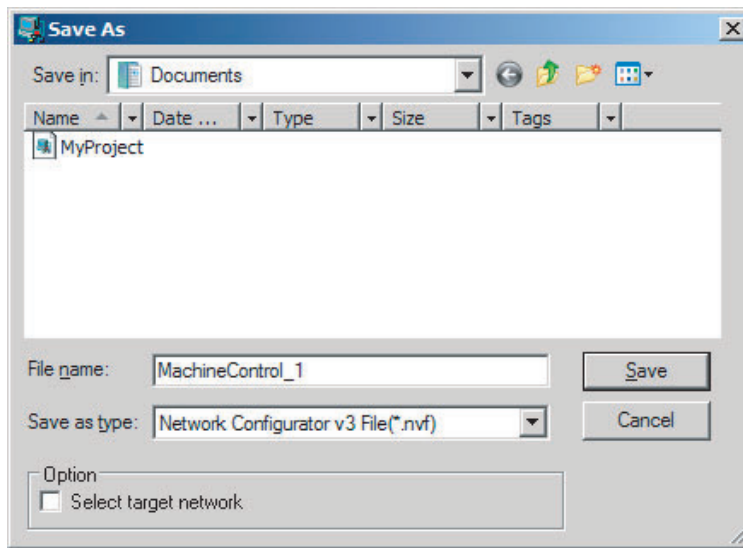 Save As
Save in: Documents
Name Date ... Type Size Tags
MyProject
File name: MachineControl_1 Save
Save as type: Network Configurator v3 File(*.nvf) Cancel
Option
Select target network